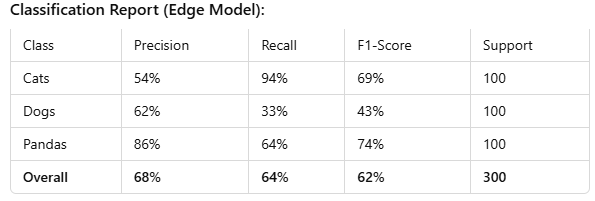 Classification Report (Edge Model):
Class Precision Recall F1-Score Support
Cats 54% 94% 69% 100
Dogs 62% 33% 43% 100
Pandas 86% 64% 74% 100
Overall 68% 64% 62% 300